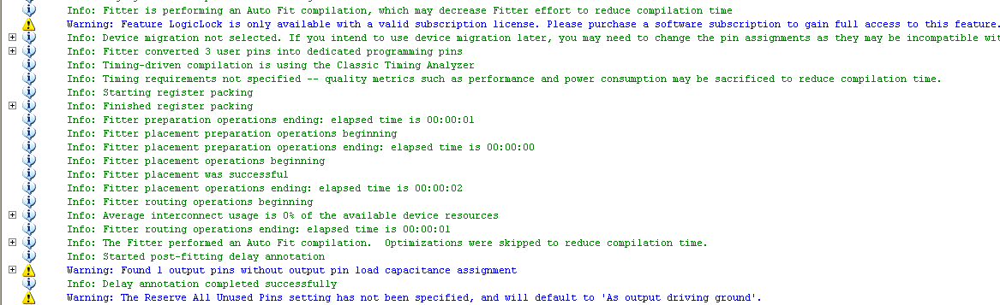 Info: Fitter is performing an Auto Fit compilation, which may decrease Fitter effort to reduce compilation time
Warning: Feature LogicLock is only available with a valid subscription license. Please purchase a software subscription to gain full access to this feature.
Info: Device migration not selected. If you intend to use device migration later, you may need to change the pin assignments as they may be incompatible
Info: Fitter converted 3 user pins into dedicated programming pins
Info: Timing-driven compilation is using the Classic Timing Analyzer
Info: Timing requirements not specified -- quality metrics such as performance and power consumption may be sacrificed to reduce compilation time.
Info: Starting register packing
Info: Finished register packing
Info: Fitter preparation operations ending: elapsed time is 00:00:01
Info: Fitter placement preparation operations beginning
Info: Fitter placement preparation operations ending: elapsed time is 00:00:00
Info: Fitter placement operations beginning
Info: Fitter placement was successful
Info: Fitter placement operations ending: elapsed time is 00:00:02
Info: Fitter routing operations beginning
Info: Average interconnect usage is 0% of the available device resources
Info: Fitter routing operations ending: elapsed time is 00:00:01
Info: The Fitter performed an Auto Fit compilation.  Optimizations were skipped to reduce compilation time.
Info: Started post-fitting delay annotation
Warning: Found 1 output pins without output pin load capacitance assignment
Info: Delay annotation completed successfully
Warning: The Reserve All Unused Pins setting has not been specified, and will default to 'As output driving ground'.